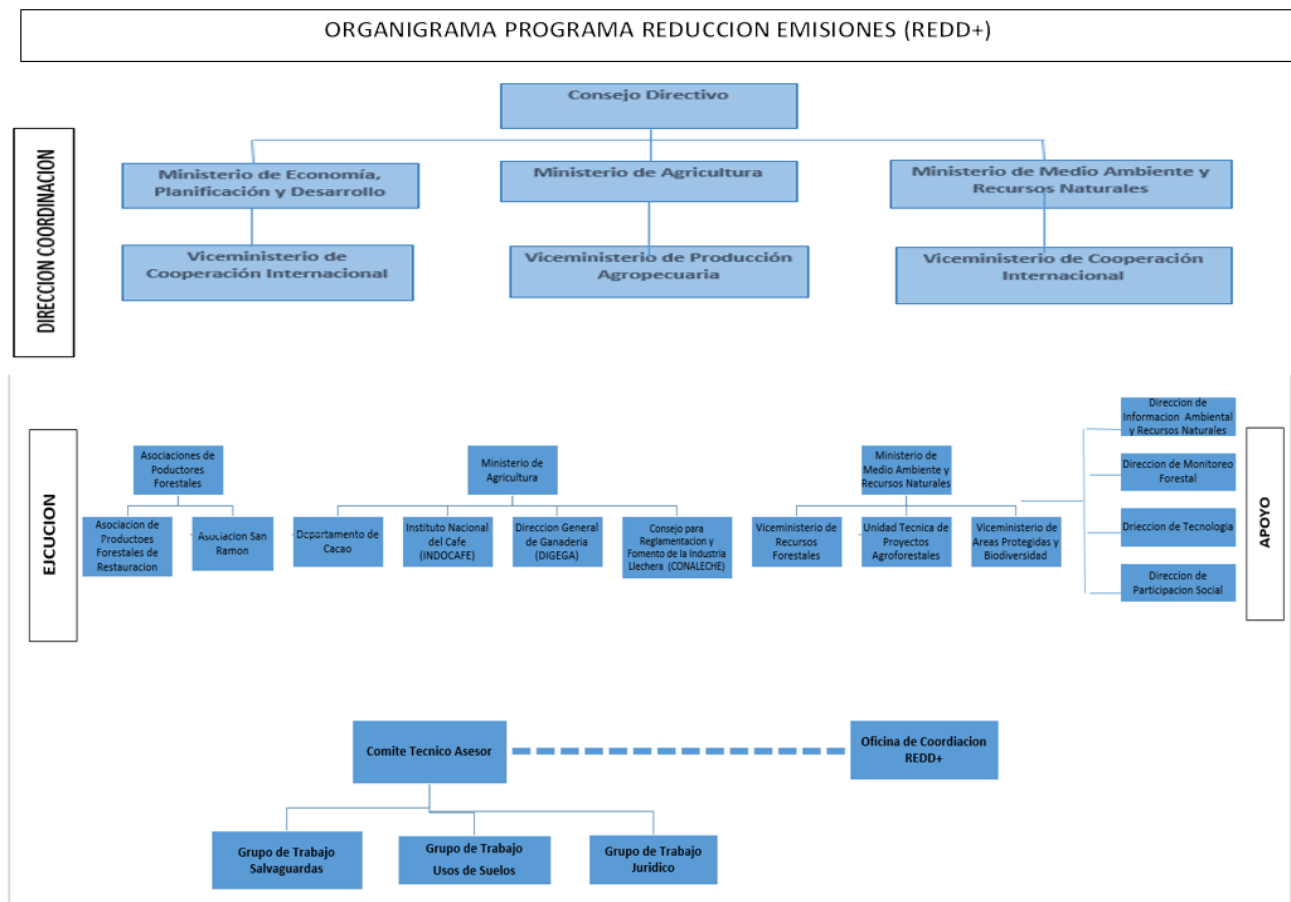 ORGANIGRAMA PROGRAMA REDUCCION EMISIONES (REDD+)
DIRECCION COORDINACION
Consejo Directivo
Ministerio de Economía,
Planificación y Desarrollo
Ministerio de Agricultura
Ministerio de Medio Ambiente y
Recursos Naturales
Viceministerio de
Cooperación Internacional
Viceministerio de Producción
Agropecuaria
Viceministerio de Cooperación
Internacional
EJECUCION
Asociaciones de
Poductores
Forestales
Asociacion de
Productoes
Forestales de
Restauracion
Asociacion San
Ramon
Ministerio de
Agricultura
Departamento de
Cacao
Instituto Nacional
del Cafe
(INDOCAFE)
Direccion General
de Ganaderia
(DIGEGA)
Consejo para
Reglamentacion y
Fomento de la Industria
Llechera (CONALECHE)
Ministerio de
Medio Ambiente y
Recursos Naturales
Viceministerio de
Recursos
Forestales
Unidad Tecnica de
Proyectos
Agroforestales
Viceministerio de
Areas Protegidas y
Biodiversidad
Direccion de
Informacion Ambiental
y Recursos Naturales
Direccion de Monitoreo
Forestal
Drieccion de Tecnologia
Direccion de
Participacion Social
APOYO
Comite Tecnico Asesor
Oficina de Coordiacion
REDD+
Grupo de Trabajo
Salvaguardas
Grupo de Trabajo
Usos de Suelos
Grupo de Trabajo
Juridico